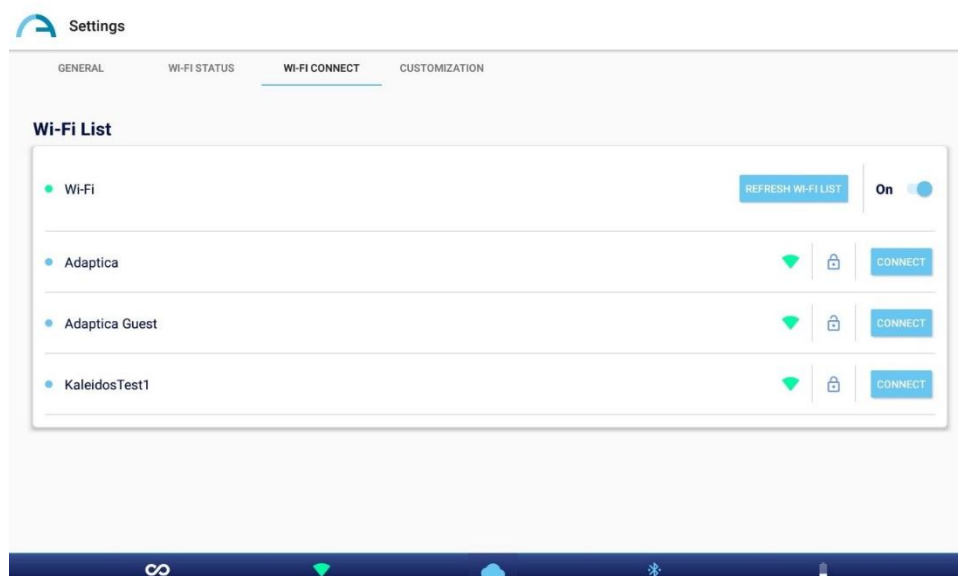 Settings
GENERAL WI-FI STATUS WI-FI CONNECT CUSTOMIZATION
Wi-Fi List
Wi-Fi REFRESH WI-FI LIST On
Adaptica CONNECT
Adaptica Guest CONNECT
KaleidosTest1 CONNECT